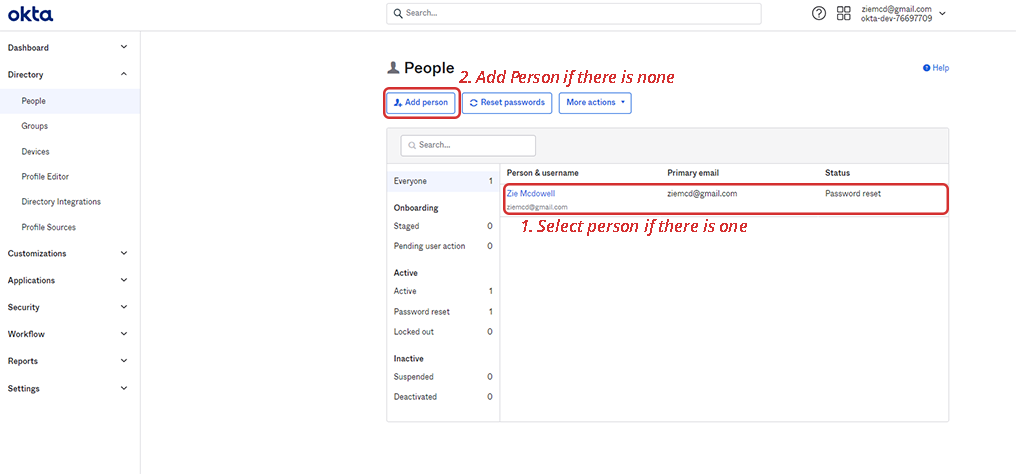 okta
Search...
ziemcd@gmail.com
okta-dev-76697709
Dashboard
Directory
People
Groups
Devices
Profile Editor
Directory Integrations
Profile Sources
Customizations
Applications
Security
Workflow
Reports
Settings
People
Help
2. Add Person if there is none
Add person
Reset passwords
More actions
Search...
Everyone 1
Onboarding
Staged 0
Pending user action 0
Active
Active 1
Password reset 1
Locked out 0
Inactive
Suspended 0
Deactivated 0
Person & username Primary email Status
Zie Mcdowell ziemcd@gmail.com Password reset
ziemcd@gmail.com
1. Select person if there is one